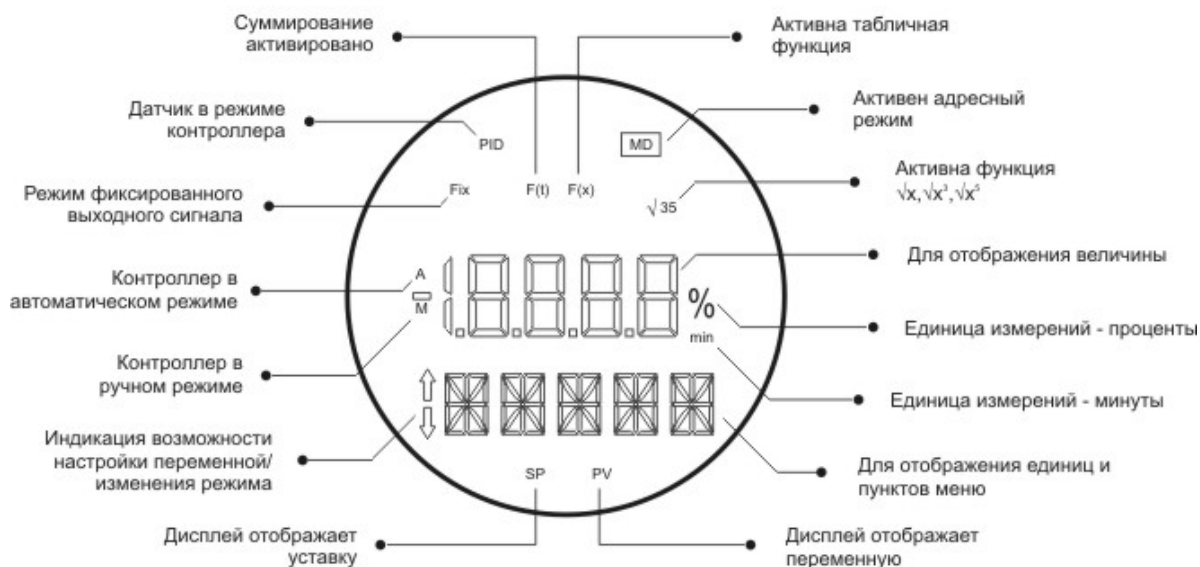 Суммирование
активировано
Активна табличная
функция
Датчик в режиме
контроллера
PID
MD
Активен адресный
режим
Режим фиксированного
выходного сигнала
Fix
F(t)
F(x)
√35
Активна функция
√x,√x³,√x⁵
Для отображения величины
Контроллер в
автоматическом режиме
A
M
%
min
Единица измерений - проценты
Контроллер в
ручном режиме
Единица измерений - минуты
Индикация возможности
настройки переменной/
изменения режима
SP
PV
Для отображения единиц и
пунктов меню
Дисплей отображает
уставку
Дисплей отображает
переменную